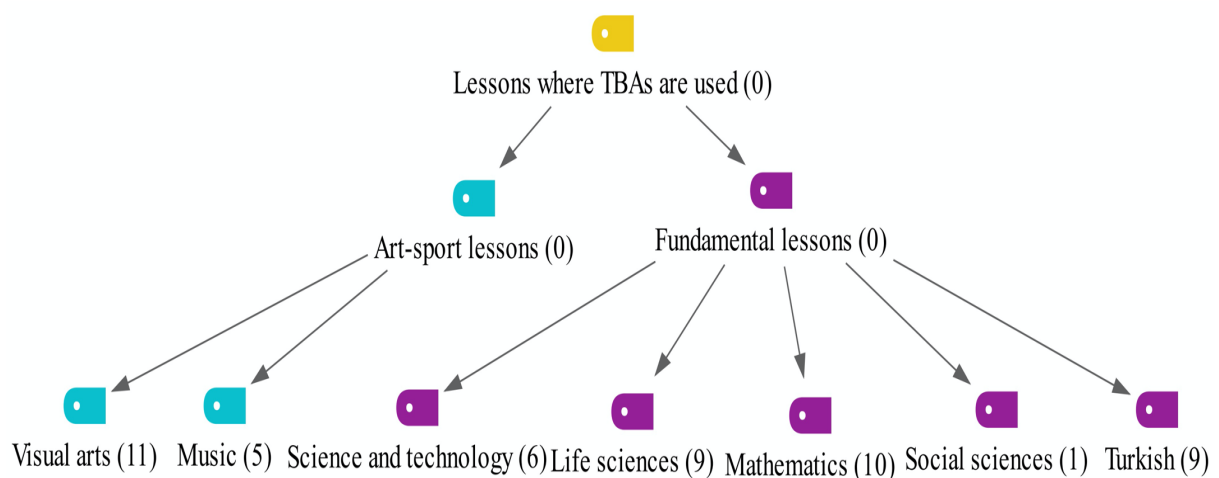 Lessons where TBAs are used (0)
Art-sport lessons (0)
Fundamental lessons (0)
Visual arts (11)
Music (5)
Science and technology (6)
Life sciences (9)
Mathematics (10)
Social sciences (1)
Turkish (9)